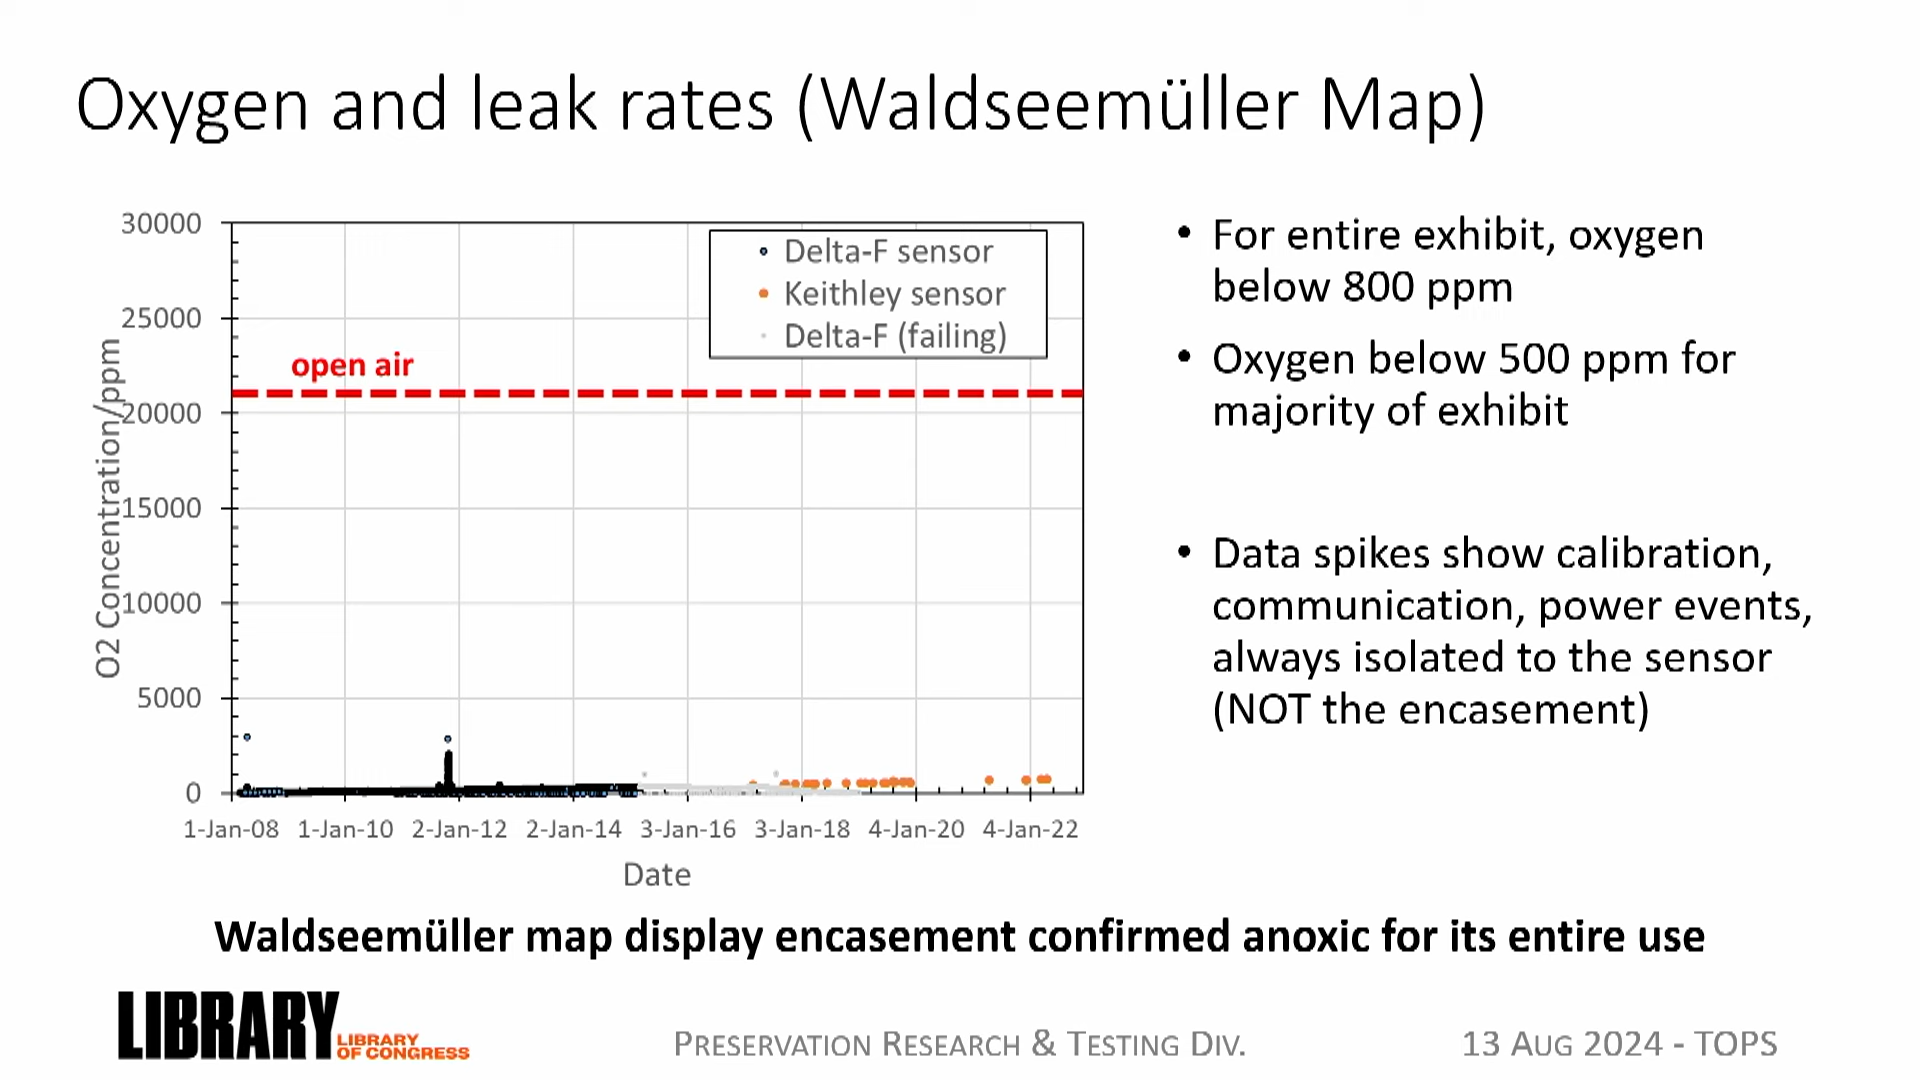 Oxygen and leak rates (Waldseemüller Map)
30000
25000
20000
15000
10000
5000
0
O2 Concentration/ppm
open air
Delta-F sensor
Keithley sensor
Delta-F (failing)
1-Jan-08 1-Jan-10 2-Jan-12 2-Jan-14 3-Jan-16 3-Jan-18 4-Jan-20 4-Jan-22
Date
• For entire exhibit, oxygen
below 800 ppm
• Oxygen below 500 ppm for
majority of exhibit
• Data spikes show calibration,
communication, power events,
always isolated to the sensor
(NOT the encasement)
Waldseemüller map display encasement confirmed anoxic for its entire use
LIBRARY
LIBRARY
OF CONGRESS
PRESERVATION RESEARCH & TESTING DIV.
13 AUG 2024 - TOPS